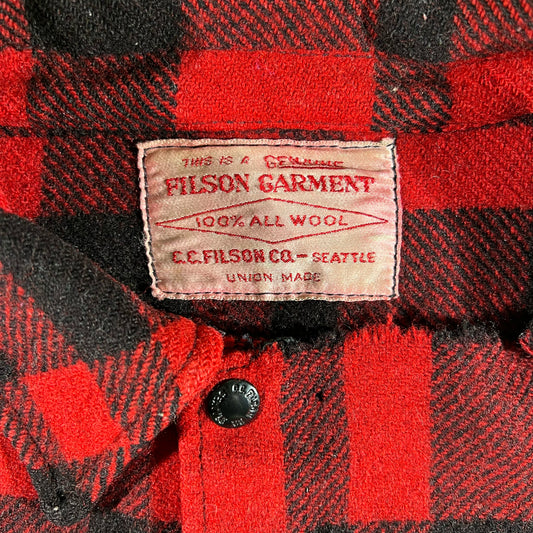 THIS IS A GENUINE
FILSON GARMENT
100% ALL WOOL
C.C. FILSON CO. - SEATTLE
UNION MADE